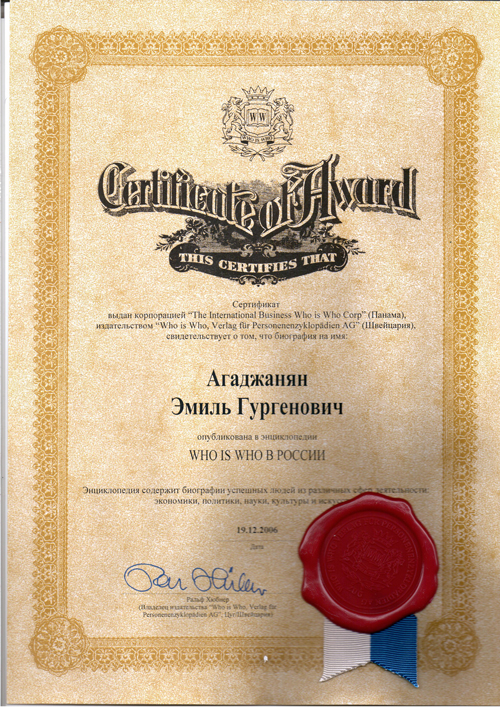 WW
WHO IS WHO
Certificate of Award
THIS CERTIFIES THAT
Сертификат
выдан корпорацией "The International Business Who is Who Corp" (Панама),
издательством "Who is Who, Verlag für Personenenzyklopädien AG" (Швейцария),
свидетельствует о том, что биография на имя:
Агаджанян
Эмиль Гургенович
опубликована в энциклопедии
WHO IS WHO В РОССИИ
Энциклопедия содержит биографии успешных людей из различных сфер деятельности:
экономики, политики, науки, культуры и искус
19.12.2006
Дата
Ральф Хюбнер
(Владелец издательства "Who is Who, Verlag für
Personenenzyklopädien AG", Цуг/Швейцария)